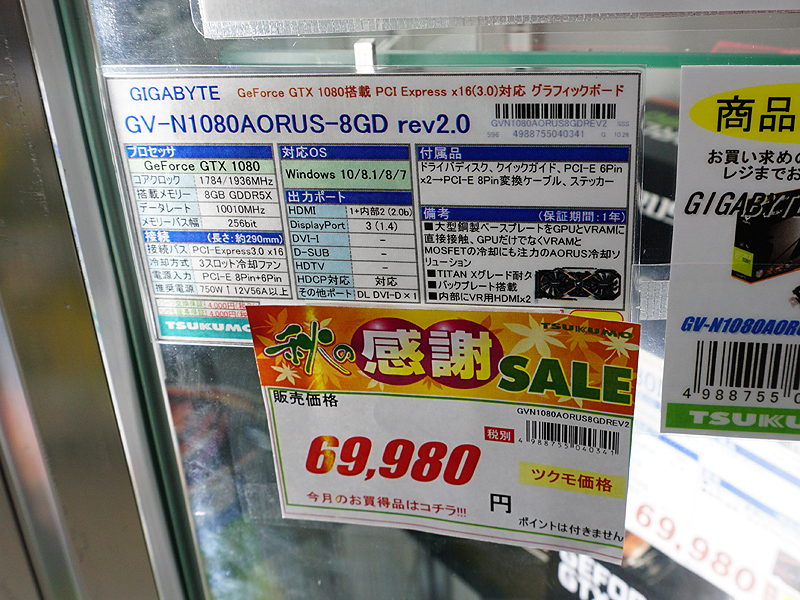 GIGABYTE GeForce GTX 1080搭載 PCI Express x16(3.0)対応 グラフィックボード
GV-N1080AORUS-8GD rev2.0
GVN1080AORUS8GDREV2
4988755040341
プロセッサ
GeForce GTX 1080
コアクロック 1784/1936MHz
搭載メモリー 8GB GDDR5X
データレート 10010MHz
メモリーバス幅 256bit
接続 (長さ:約290mm)
接続バス PCI-Express3.0 x16
冷却方式 3スロット冷却ファン
電源入力 PCI-E 8Pin+6Pin
推奨電源 750W↑12V56A以上
対応OS
Windows 10/8.1/8/7
出力ポート
HDMI 1+内部2 (2.0b)
DisplayPort 3 (1.4)
DVI-I –
D-SUB –
HDTV –
HDCP対応 対応
その他ポート DL DVI-D×1
付属品
ドライバディスク、クイックガイド、PCI-E 6Pin
x2→PCI-E 8Pin変換ケーブル、ステッカー
備考 (保証期間:1年)
■大型銅製ベースプレートをGPUとVRAMに
直接接触、GPUだけでなくVRAMと
MOSFETの冷却にも注力のAORUS冷却ソ
リューション
■TITAN Xグレード耐タ
■バックプレート搭載
■内部にVR用HDMIx2
TSUKUMO
TSUKUMO
秋の感謝SALE
販売価格
GVN1080AORUS8GDREV2
4988755040341
税別
69,980円
ツクモ価格
今月のお買得品はコチラ!!!
ポイントは付きません
商品
お買い求めの
レジまでお
GIGABYT
GV-N1080AOR
4 988755 0
TSUKU
69,980
GEFO
GTX